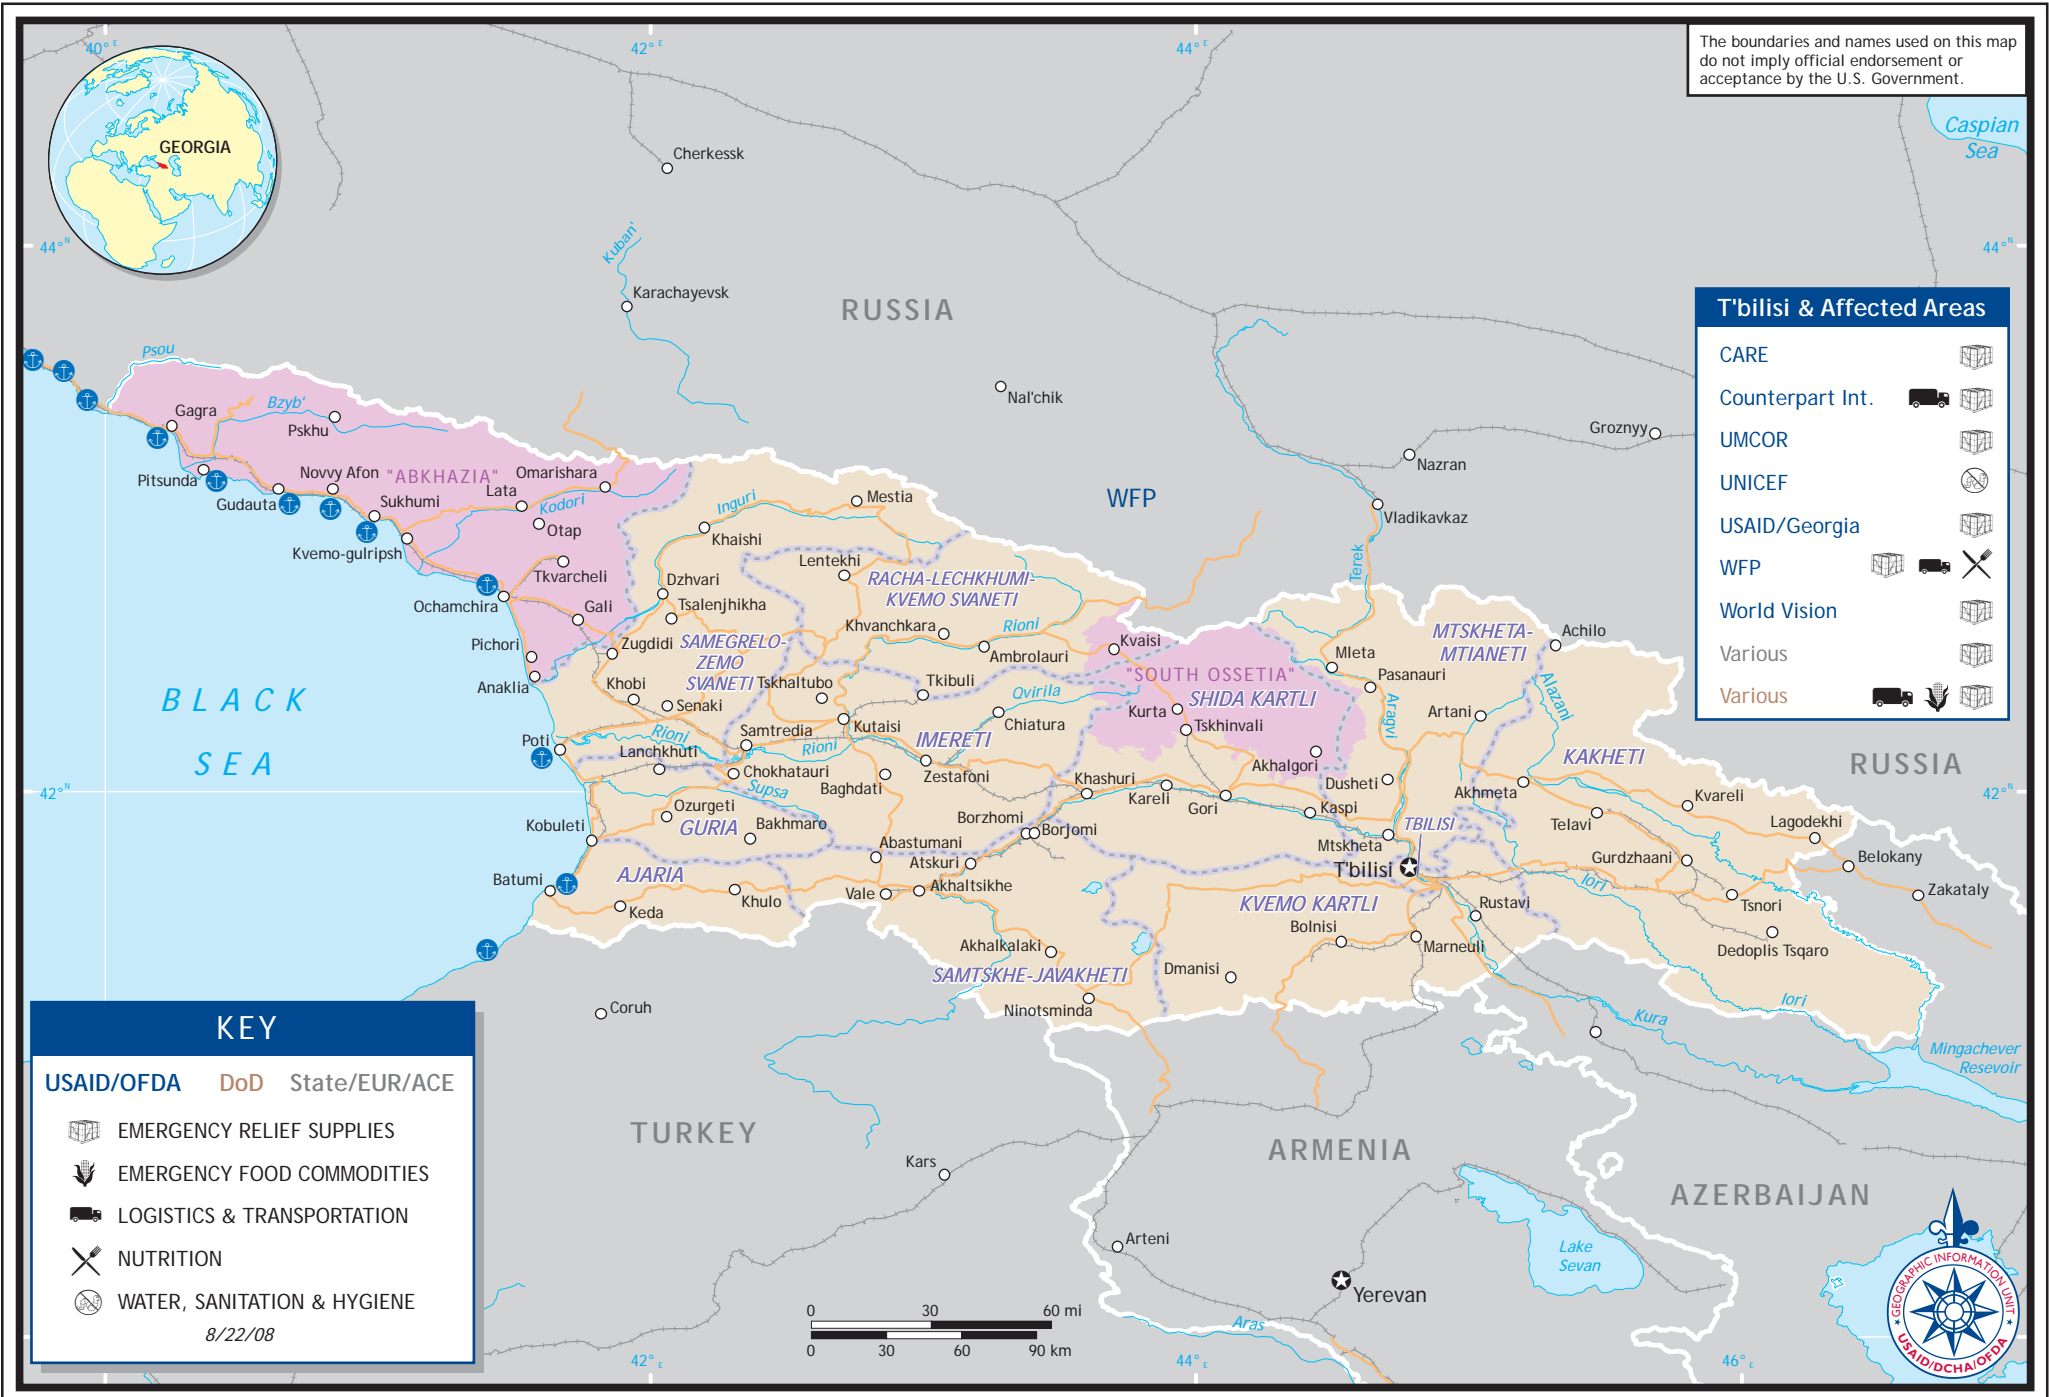 40° E
42° E
44° E
The boundaries and names used on this map
do not imply official endorsement or
acceptance by the U.S. Government.
GEORGIA
Caspian
Sea
Cherkessk
44° N
44° N
Kuban'
Karachayevsk
RUSSIA
T'bilisi & Affected Areas
CARE
Counterpart Int.
UMCOR
UNICEF
USAID/Georgia
WFP
World Vision
Various
Various
Psou
Nal'chik
Gagra
Bzyb'
Pskhu
Groznyy
Nazran
Pitsunda
Novvy Afon
"ABKHAZIA"
Omarishara
Gudauta
Sukhumi
Lata
Kodori
Inguri
Mestia
WFP
Vladikavkaz
Otap
Khaishi
Kvemo-gulripsh
Tkvarcheli
Lentekhi
Terek
Dzhvari
RACHA-LECHKHUMI-
KVEMO SVANETI
Ochamchira
Gali
Tsalenjhikha
Khvanchkara
Rioni
Pichori
Zugdidi
SAMEGRELO-
ZEMO
SVANETI
Ambrolauri
Kvaisi
MTSKHETA-
MTIANETI
Achilo
Mleta
Anaklia
Khobi
Tskhaltubo
Tkibuli
Qvirila
"SOUTH OSSETIA"
SHIDA KARTLI
Pasanauri
Alazani
BLACK
SEA
Senaki
Kutaisi
Chiatura
Kurta
Tskhinvali
Aragvi
Artani
Poti
Rioni
Samtredia
Rioni
IMERETI
Lanchkhuti
Chokhatauri
Zestafoni
Akhalgori
KAKHETI
RUSSIA
42° N
42° N
Supsa
Baghdati
Khashuri
Kareli
Gori
Dusheti
Akhmeta
Kvareli
Ozurgeti
GURIA
Bakhmaro
Borzhomi
Borjomi
Kaspi
TBILISI
Telavi
Lagodekhi
Kobuleti
Abastumani
Mtskheta
Atskuri
T'bilisi
Gurdzhaani
Belokany
Batumi
AJARIA
Vale
Akhaltsikhe
Iori
Zakataly
Keda
Khulo
KVEMO KARTLI
Rustavi
Tsnori
Bolnisi
Akhalkalaki
Marneuli
Dedoplis Tsqaro
SAMTSKHE-JAVAKHETI
Dmanisi
Iori
Coruh
Ninotsminda
Kura
Mingachever
Resevoir
KEY
USAID/OFDA DoD State/EUR/ACE
EMERGENCY RELIEF SUPPLIES
EMERGENCY FOOD COMMODITIES
LOGISTICS & TRANSPORTATION
NUTRITION
WATER, SANITATION & HYGIENE
8/22/08
TURKEY
ARMENIA
Kars
AZERBAIJAN
Arteni
Lake
Sevan
Yerevan
0 30 60 mi
0 30 60 90 km
Aras
42° E
44° E
46° E
GEOGRAPHIC INFORMATION UNIT
USAID/DCHA/OFDA